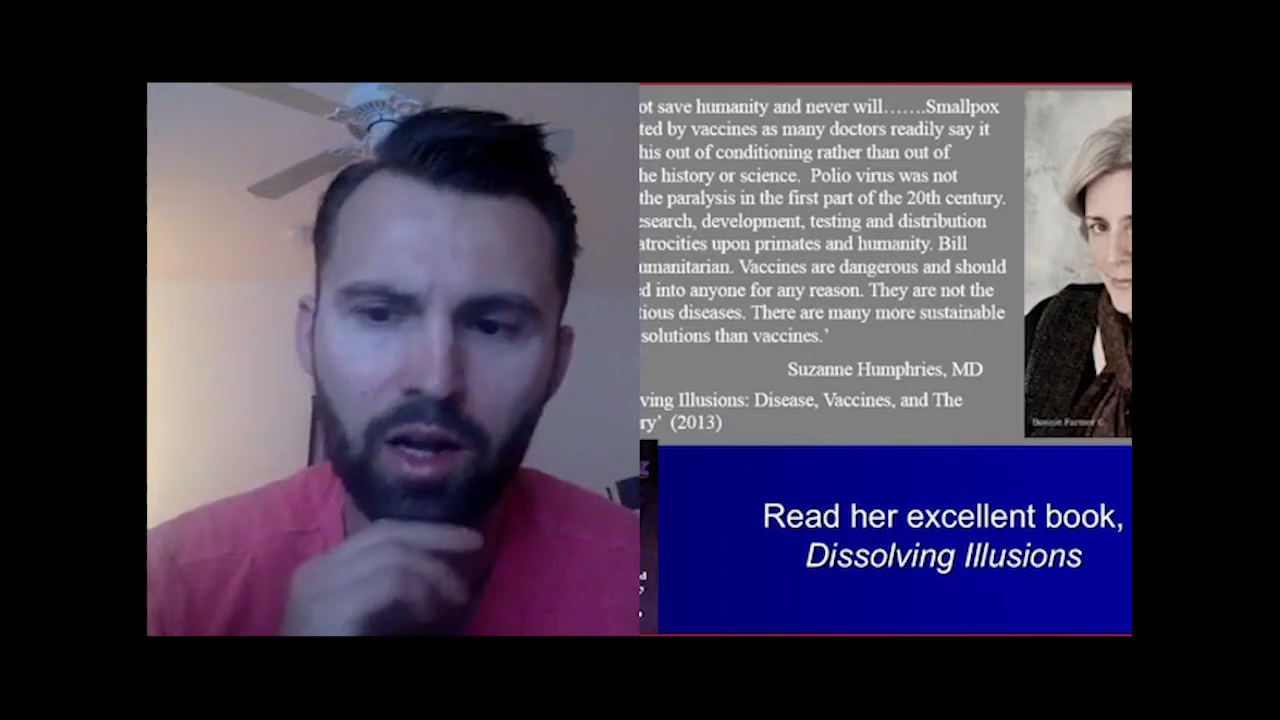 ot save humanity and never will…….Smallpox
ted by vaccines as many doctors readily say it
his out of conditioning rather than out of
he history or science.  Polio virus was not
the paralysis in the first part of the 20th century.
esearch, development, testing and distribution
atrocities upon primates and humanity. Bill
umanitarian. Vaccines are dangerous and should
d into anyone for any reason. They are not the
tious diseases. There are many more sustainable
solutions than vaccines.’
Suzanne Humphries, MD
ving Illusions: Disease, Vaccines, and The
ry’ (2013)
Read her excellent book,
Dissolving Illusions